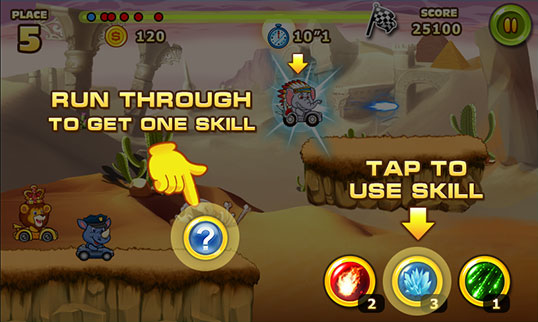 PLACE
5
S 120
10"1
SCORE
25100
RUN THROUGH
TO GET ONE SKILL
TAP TO
USE SKILL
?
2
3
1